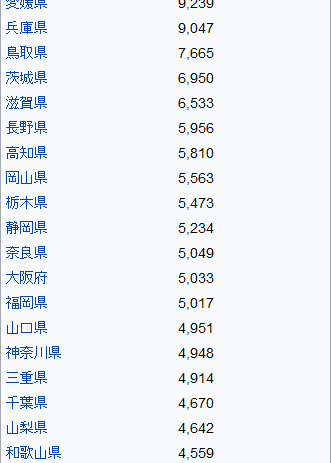 愛媛県 9,239
兵庫県 9,047
鳥取県 7,665
茨城県 6,950
滋賀県 6,533
長野県 5,956
高知県 5,810
岡山県 5,563
栃木県 5,473
静岡県 5,234
奈良県 5,049
大阪府 5,033
福岡県 5,017
山口県 4,951
神奈川県 4,948
三重県 4,914
千葉県 4,670
山梨県 4,642
和歌山県 4,559